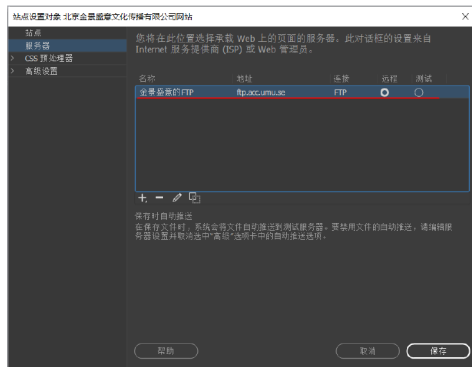 站点设置对象 北京金景盛意文化传播有限公司网站
站点
服务器
CSS 预处理器
高级设置
您将在此位置选择承载 Web 上的页面的服务器。此对话框的设置来自
Internet 服务提供商 (ISP) 或 Web 管理员。
名称 地址 连接 远程 测试
金景盛意的FTP ftp.acc.umu.se FTP
保存时自动推送
在保存文件时,系统会将文件自动推送到测试服务器。要禁用文件的自动推送,请编辑服
务器设置并取消选中“高级”选项卡中的自动推送选项。
帮助 取消 保存